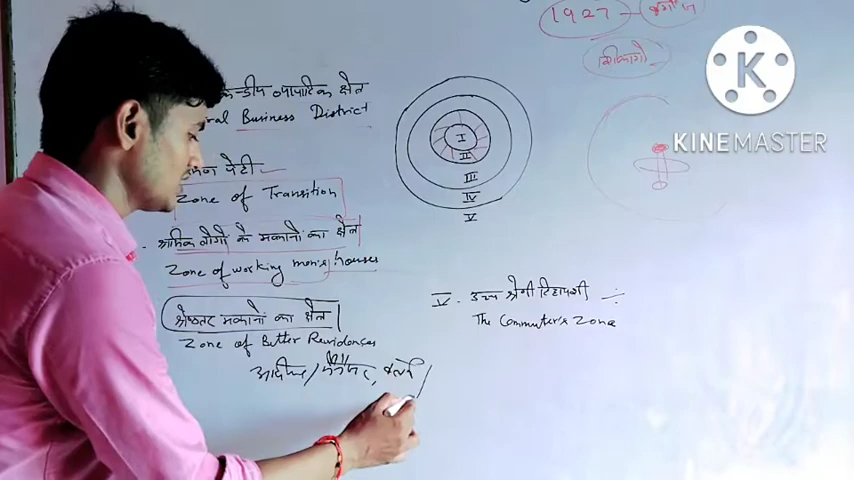 1927
शिकागो
KINEMASTER
व्यापारिक क्षेत्र
Business District
पेटी
Zone of Transition
श्रमिक लोगों के मकानों का क्षेत्र
Zone of working men's houses
श्रेष्ठतर मकानों का क्षेत्र
Zone of Butter Residences
I
II
III
IV
V
V. उच्च श्रेणी
The Commuter's Zone